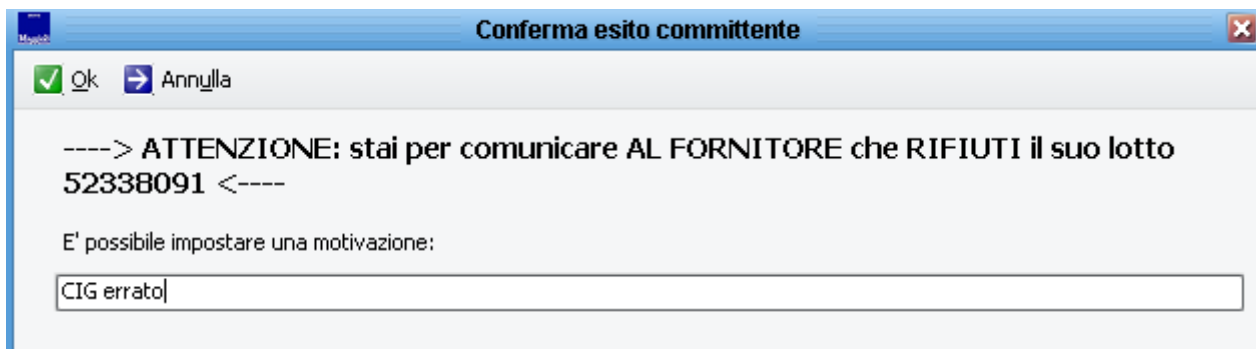 Conferma esito committente
Ok Annulla
----> ATTENZIONE: stai per comunicare AL FORNITORE che RIFIUTI il suo lotto
52338091 <----
E' possibile impostare una motivazione:
CIG errato